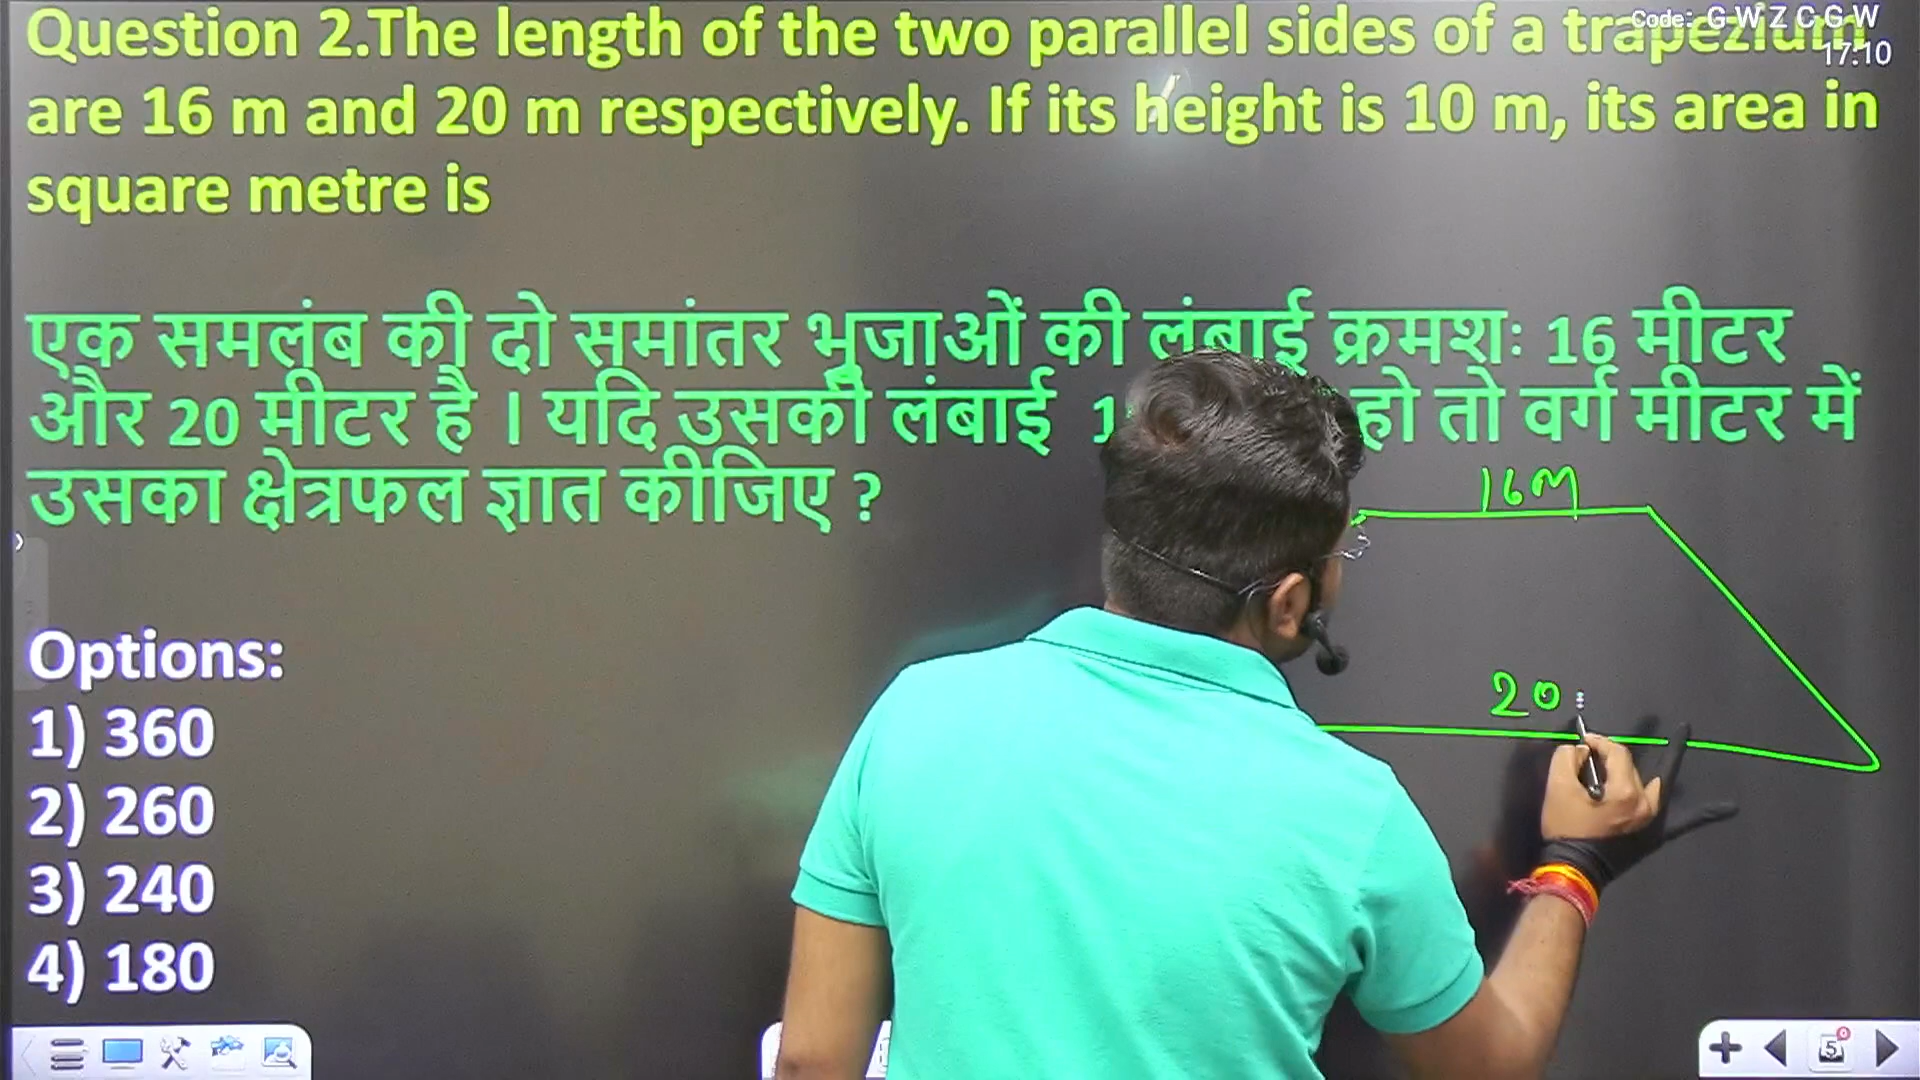 Code: G W Z C G W
17:10
Question 2.The length of the two parallel sides of a trapezium
are 16 m and 20 m respectively. If its height is 10 m, its area in
square metre is
एक समलंब की दो समांतर भुजाओं की लंबाई क्रमशः 16 मीटर
और 20 मीटर है । यदि उसकी लंबाई हो तो वर्ग मीटर में
उसका क्षेत्रफल ज्ञात कीजिए ?
16m
20
Options:
1) 360
2) 260
3) 240
4) 180
5